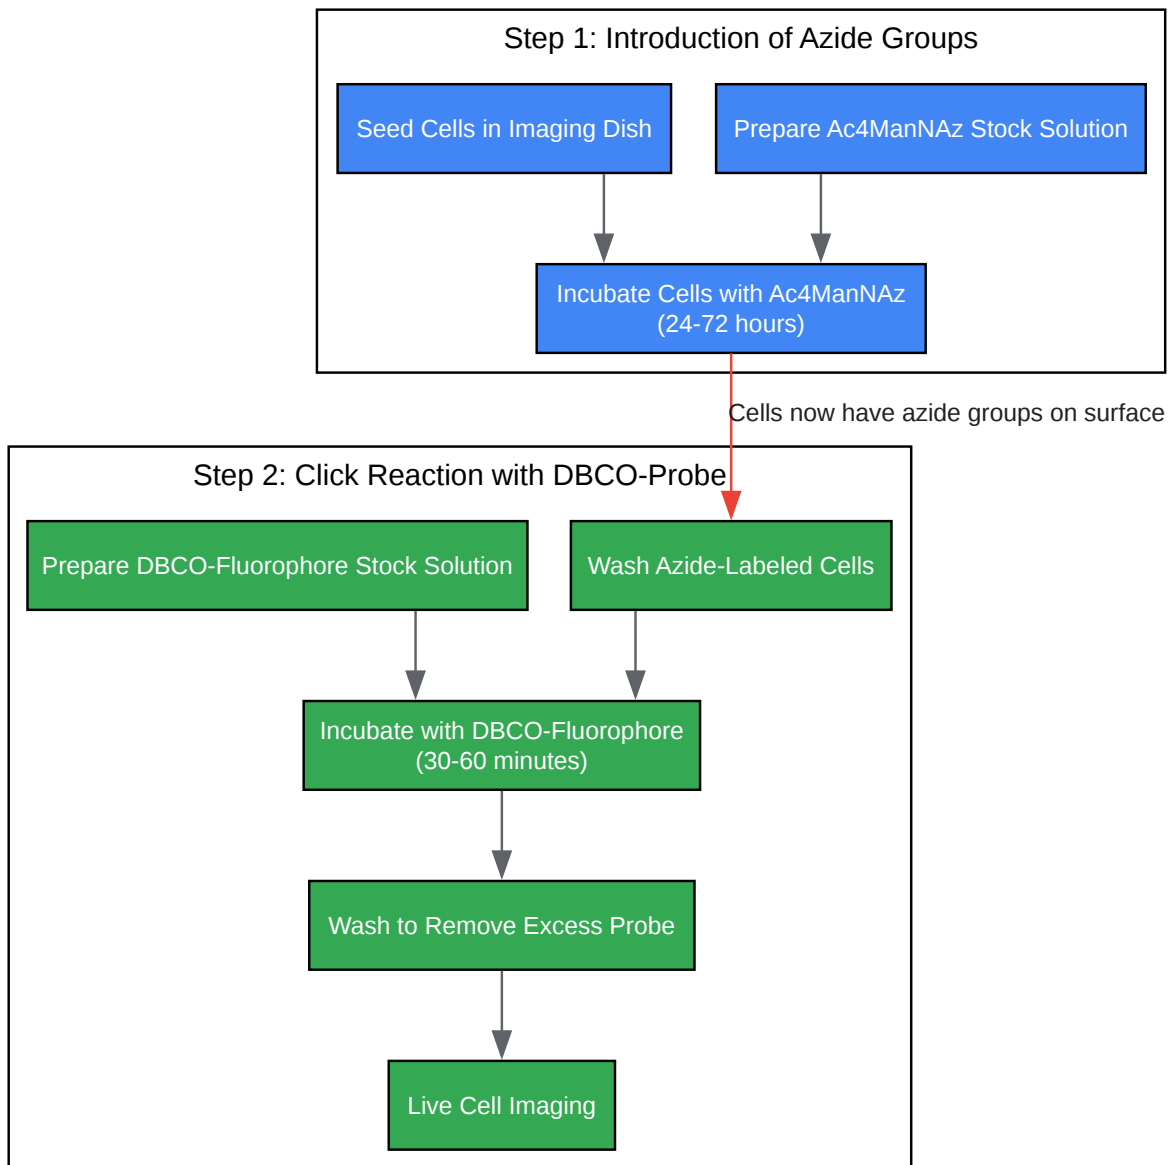 Step 1: Introduction of Azide Groups
Seed Cells in Imaging Dish
Prepare Ac4ManNAz Stock Solution
Incubate Cells with Ac4ManNAz
(24-72 hours)
Cells now have azide groups on surface
Step 2: Click Reaction with DBCO-Probe
Prepare DBCO-Fluorophore Stock Solution
Wash Azide-Labeled Cells
Incubate with DBCO-Fluorophore
(30-60 minutes)
Wash to Remove Excess Probe
Live Cell Imaging